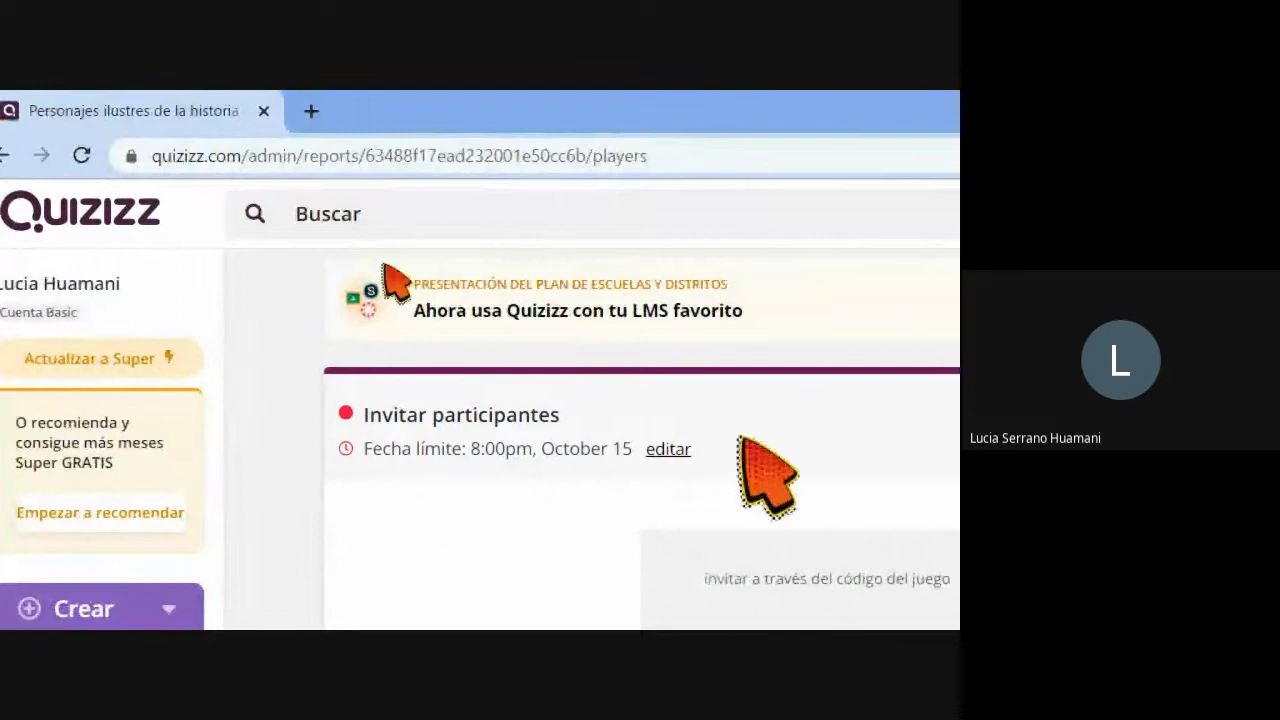 Personajes ilustres de la historia
quizizz.com/admin/reports/63488f17ead232001e50cc6b/players
Quizizz
Buscar
Lucia Huamani
Cuenta Basic
Actualizar a Super
O recomienda y
consigue más meses
Super GRATIS
Empezar a recomendar
Crear
PRESENTACIÓN DEL PLAN DE ESCUELAS Y DISTRITOS
Ahora usa Quizizz con tu LMS favorito
Invitar participantes
Fecha límite: 8:00pm, October 15 editar
invitar a través del código del juego
L
Lucia Serrano Huamani